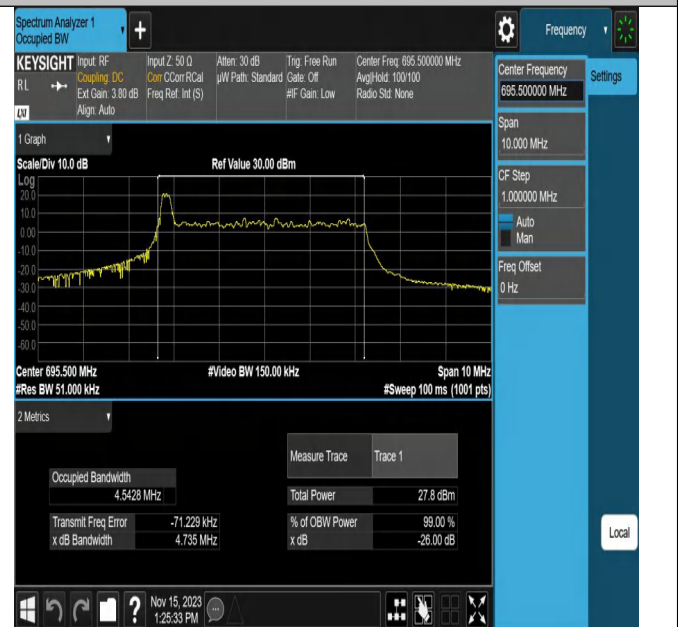 Spectrum Analyzer 1
Occupied BW
Frequency
KEYSIGHT
RL
LXI
Input: RF
Coupling: DC
Ext Gain: 3.80 dB
Align: Auto
Input Z: 50 Ω
Corr CCorr RCal
Freq Ref: Int (S)
Atten: 30 dB
µW Path: Standard
Trig: Free Run
Gate: Off
#IF Gain: Low
Center Freq: 695.500000 MHz
Avg|Hold: 100/100
Radio Std: None
Center Frequency
695.500000 MHz
Settings
Span
10.000 MHz
CF Step
1.000000 MHz
Auto
Man
Freq Offset
0 Hz
Local
1 Graph
Scale/Div 10.0 dB
Ref Value 30.00 dBm
Log
20.0
10.0
0.00
-10.0
-20.0
-30.0
-40.0
-50.0
-60.0
Center 695.500 MHz
#Video BW 150.00 kHz
Span 10 MHz
#Res BW 51.000 kHz
#Sweep 100 ms (1001 pts)
2 Metrics
Measure Trace
Trace 1
Occupied Bandwidth
4.5428 MHz
Total Power
27.8 dBm
Transmit Freq Error
-71.229 kHz
% of OBW Power
99.00 %
x dB Bandwidth
4.735 MHz
x dB
-26.00 dB
?
Nov 15, 2023
1:25:33 PM